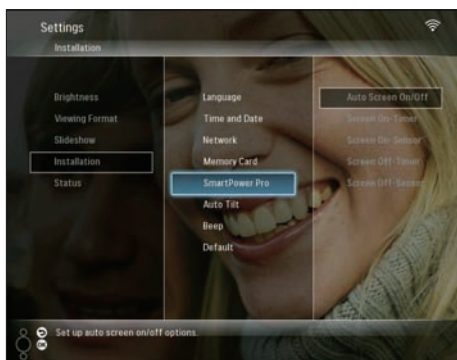 Settings
Installation
Brightness
Viewing Format
Slideshow
Installation
Status
Language
Time and Date
Network
Memory Card
SmartPower Pro
Auto Tilt
Beep
Default
Auto Screen On/Off
Screen On-Timer
Screen On-Sensor
Screen Off-Timer
Screen Off-Sensor
Set up auto screen on/off options.
OK